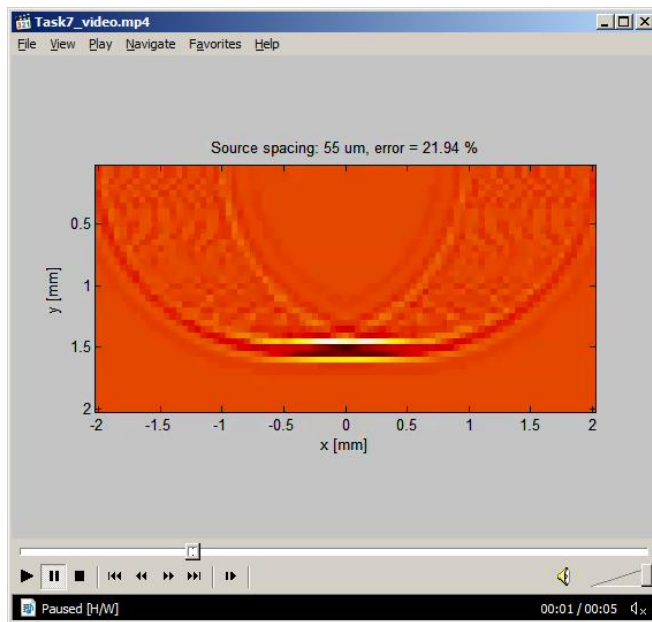 Task7_video.mp4
File View Play Navigate Favorites Help
Source spacing: 55 um, error = 21.94 %
0.5
1
1.5
2
y [mm]
-2 -1.5 -1 -0.5 0 0.5 1 1.5 2
x [mm]
Paused [H/W] 00:01 / 00:05